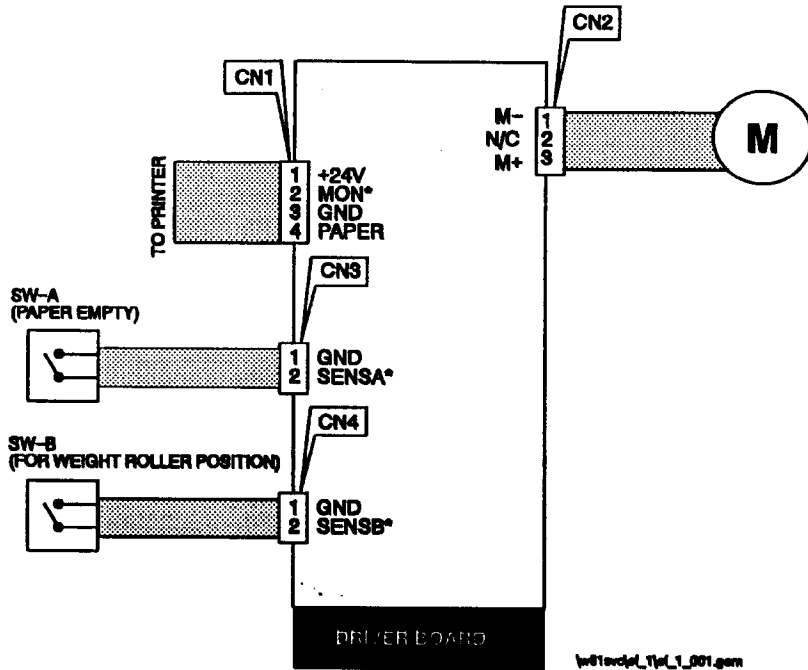 CN2
CN1
M-
N/C
M+
1
2
3
M
TO PRINTER
1 +24V
2 MON*
3 GND
4 PAPER
CN3
SW-A
(PAPER EMPTY)
1 GND
2 SENSA*
CN4
SW-B
(FOR WEIGHT ROLLER POSITION)
1 GND
2 SENSB*
DRIVER BOARD